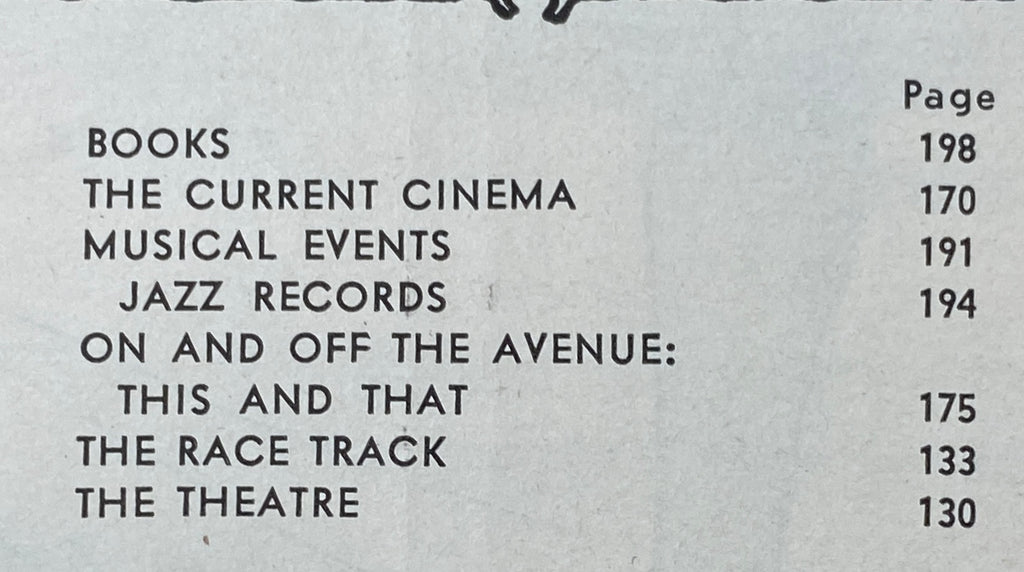 Page
BOOKS 198
THE CURRENT CINEMA 170
MUSICAL EVENTS 191
JAZZ RECORDS 194
ON AND OFF THE AVENUE:
THIS AND THAT 175
THE RACE TRACK 133
THE THEATRE 130